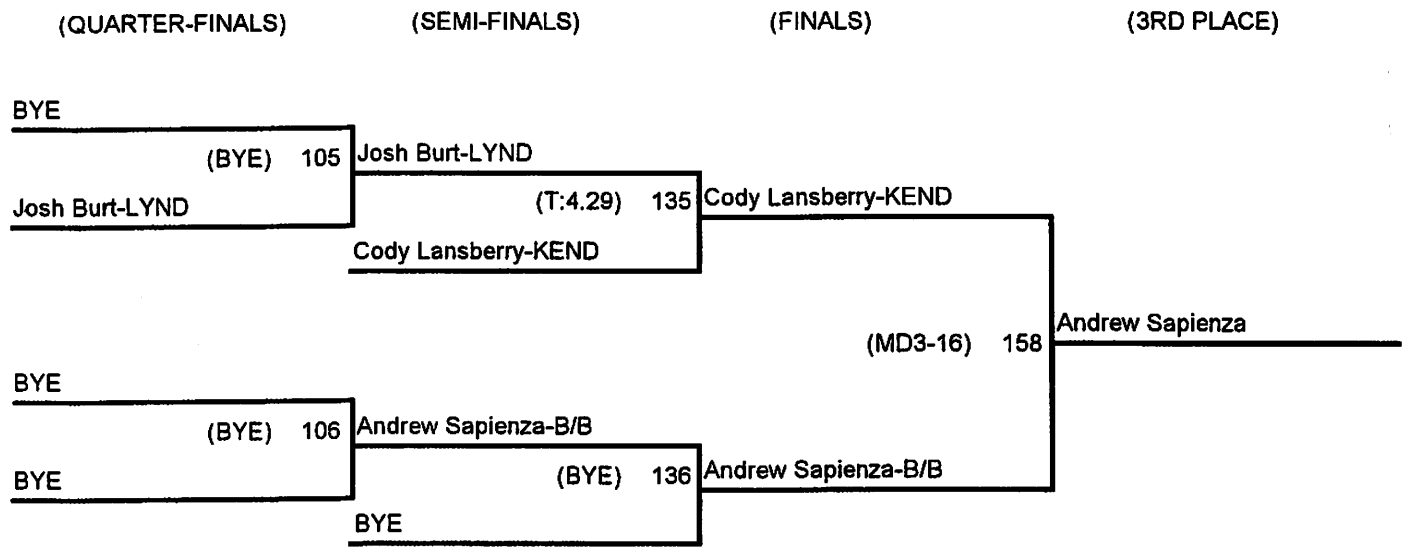 (QUARTER-FINALS) (SEMI-FINALS) (FINALS) (3RD PLACE)
BYE
(BYE) 105 Josh Burt-LYND
Josh Burt-LYND (T:4.29) 135 Cody Lansberry-KEND
Cody Lansberry-KEND
(MD3-16) 158 Andrew Sapienza
BYE
(BYE) 106 Andrew Sapienza-B/B
BYE (BYE) 136 Andrew Sapienza-B/B
BYE